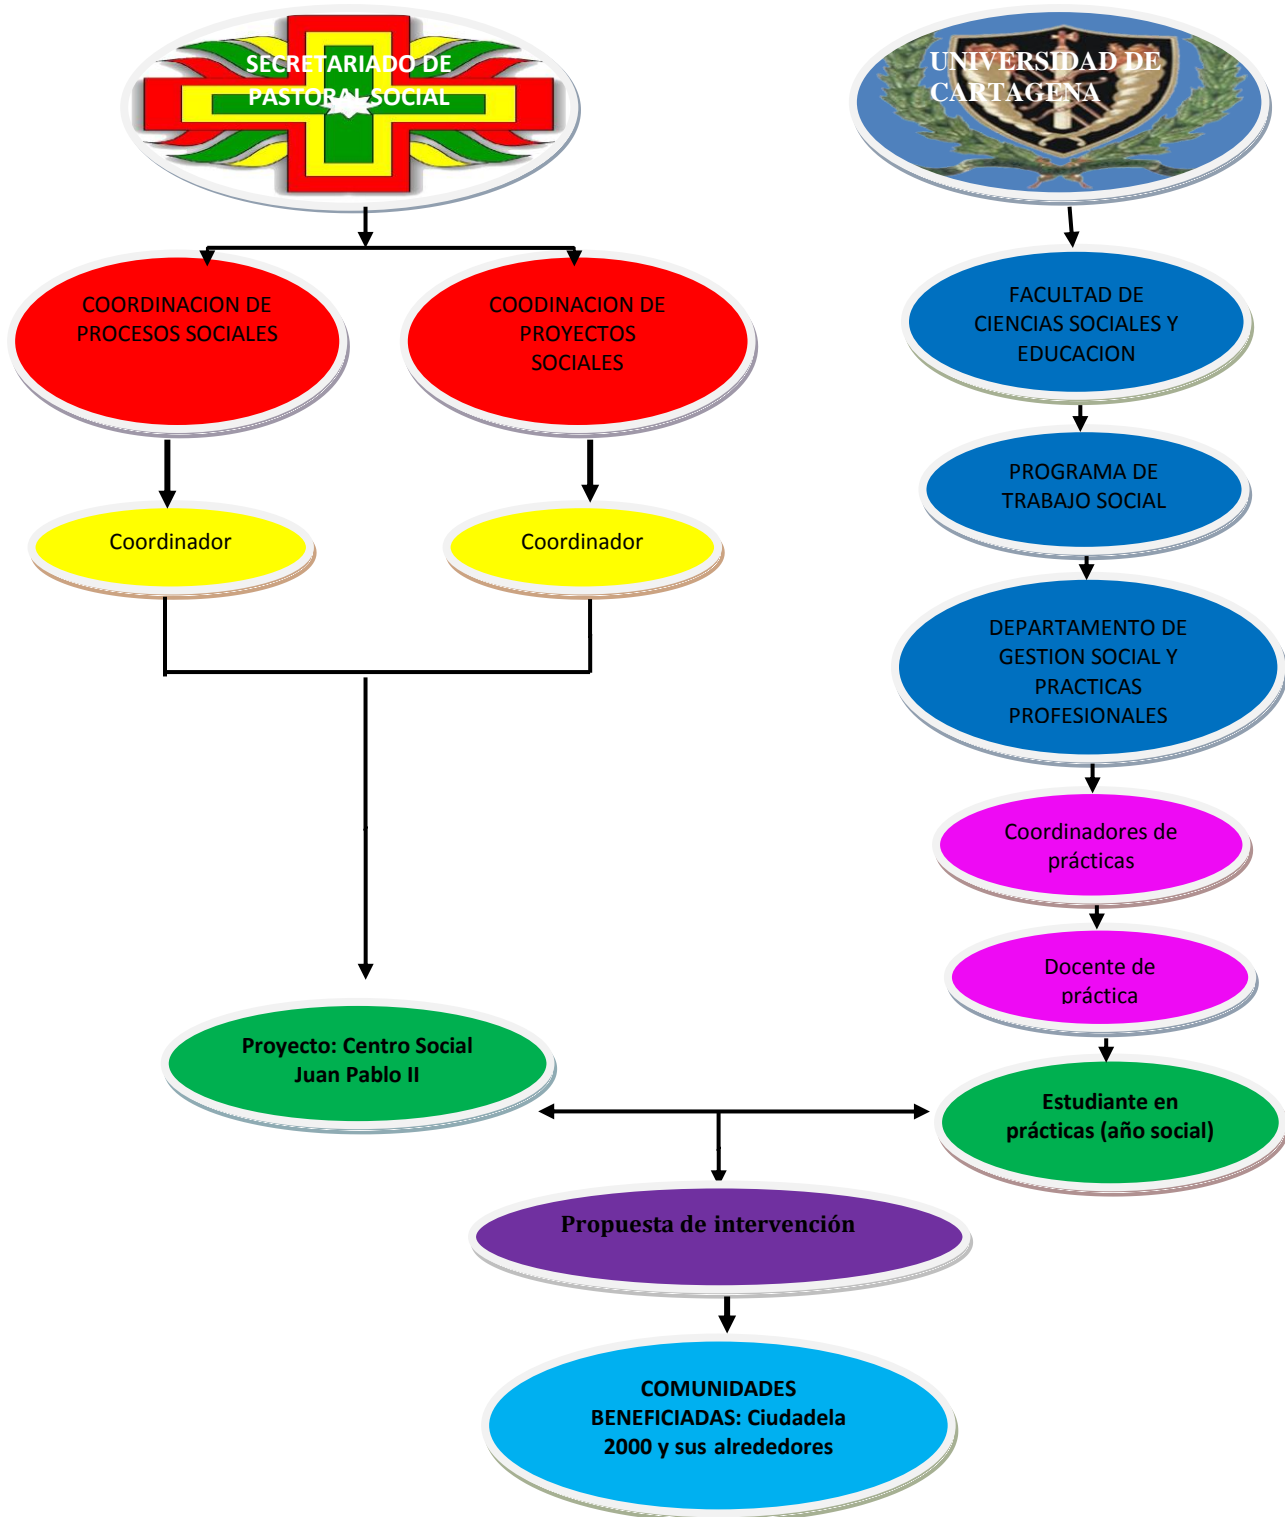 SECRETARIADO DE
PASTORAL SOCIAL
UNIVERSIDAD DE
CARTAGENA
COORDINACION DE
PROCESOS SOCIALES
COODINACION DE
PROYECTOS
SOCIALES
FACULTAD DE
CIENCIAS SOCIALES Y
EDUCACION
PROGRAMA DE
TRABAJO SOCIAL
Coordinador
Coordinador
DEPARTAMENTO DE
GESTION SOCIAL Y
PRACTICAS
PROFESIONALES
Coordinadores de
prácticas
Docente de
práctica
Proyecto: Centro Social
Juan Pablo II
Estudiante en
prácticas (año social)
Propuesta de intervención
COMUNIDADES
BENEFICIADAS: Ciudadela
2000 y sus alrededores